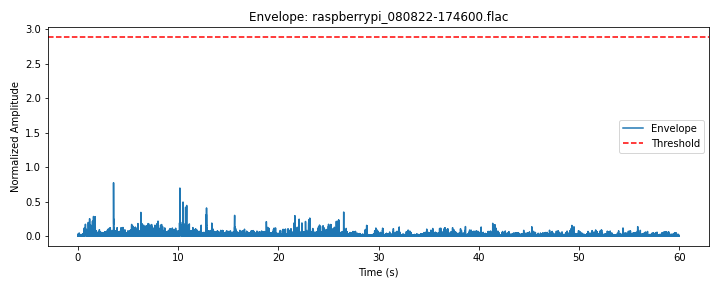 Envelope: raspberrypi_080822-174600.flac
3.0
2.5
2.0
1.5
1.0
0.5
0.0
Normalized Amplitude
Envelope
Threshold
0 10 20 30 40 50 60
Time (s)